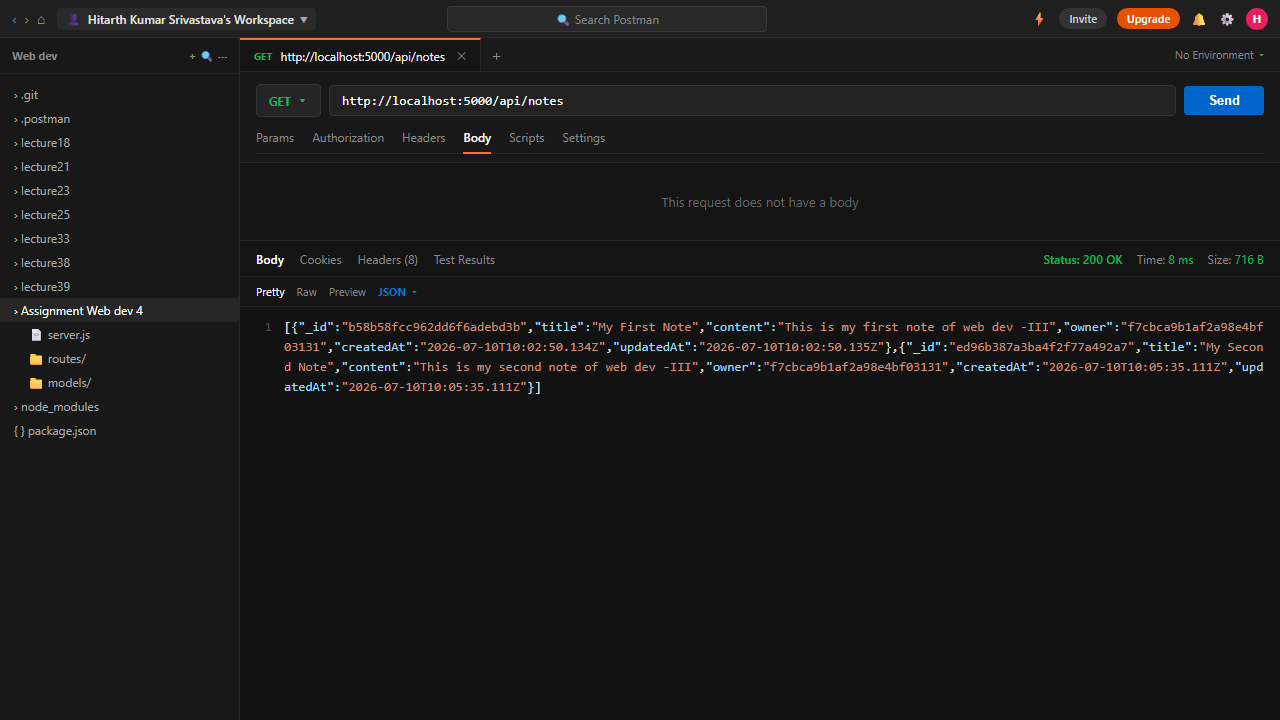 Hitarth Kumar Srivastava's Workspace
Search Postman
Invite
Upgrade
H
Web dev
+
---
GET http://localhost:5000/api/notes
+
No Environment
› .git
› .postman
› lecture18
› lecture21
› lecture23
› lecture25
› lecture33
› lecture38
› lecture39
› Assignment Web dev 4
server.js
routes/
models/
› node_modules
{ } package.json
GET
http://localhost:5000/api/notes
Send
Params Authorization Headers Body Scripts Settings
This request does not have a body
Body Cookies Headers (8) Test Results
Status: 200 OK Time: 8 ms Size: 716 B
Pretty Raw Preview JSON
1 [{"_id":"b58b58fcc962dd6f6adebd3b","title":"My First Note","content":"This is my first note of web dev -III","owner":"f7cbca9b1af2a98e4bf
03131","createdAt":"2026-07-10T10:02:50.134Z","updatedAt":"2026-07-10T10:02:50.135Z"},{"_id":"ed96b387a3ba4f2f77a492a7","title":"My Secon
d Note","content":"This is my second note of web dev -III","owner":"f7cbca9b1af2a98e4bf03131","createdAt":"2026-07-10T10:05:35.111Z","upd
atedAt":"2026-07-10T10:05:35.111Z"}]